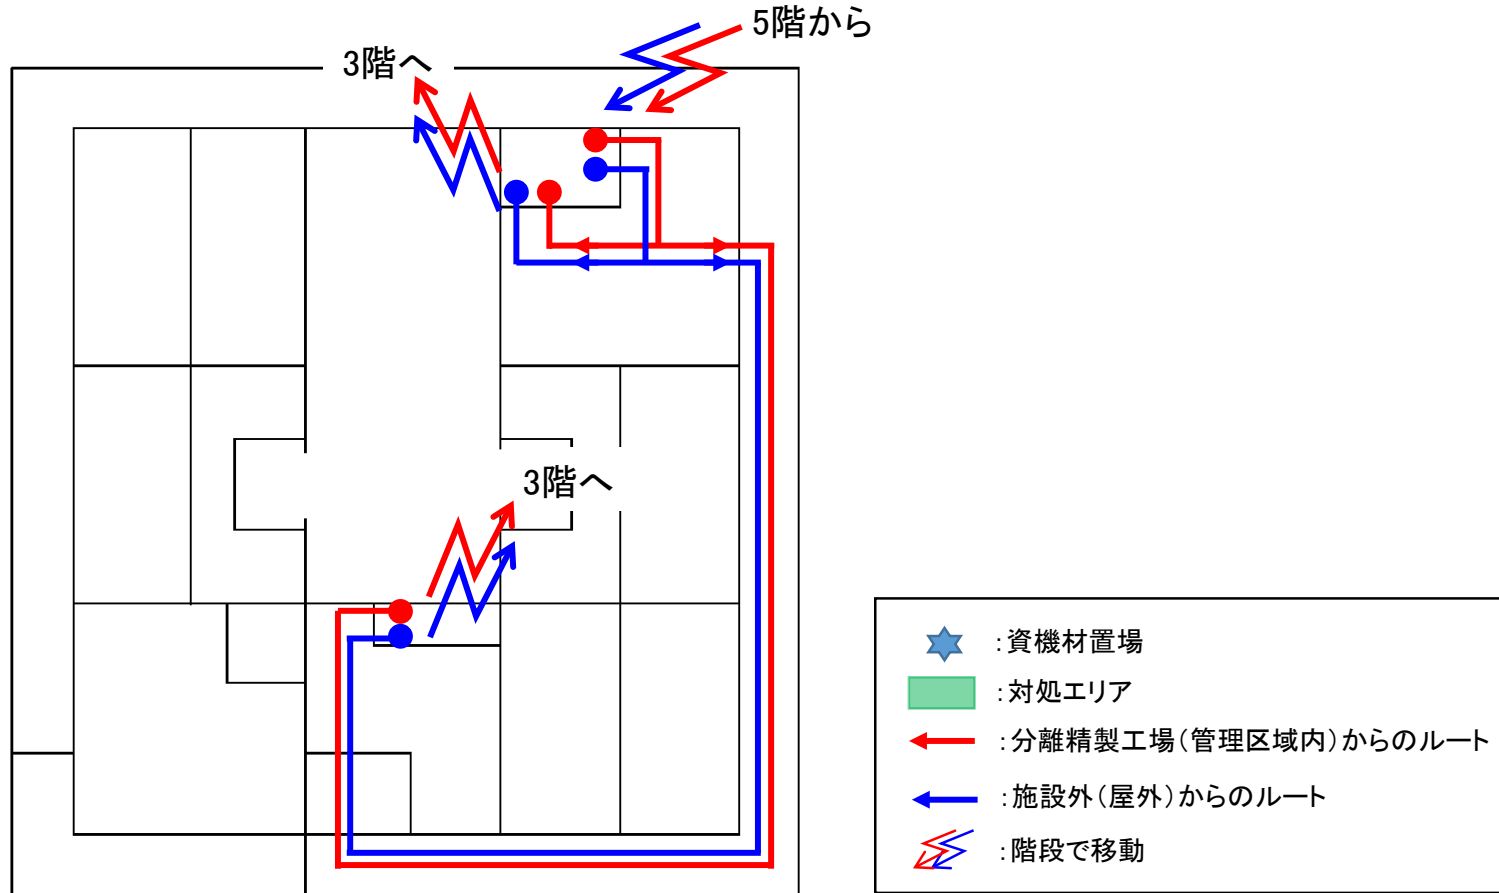 5階から
3階へ
3階へ
：資機材置場
：対処エリア
：分離精製工場（管理区域内）からのルート
：施設外（屋外）からのルート
：階段で移動